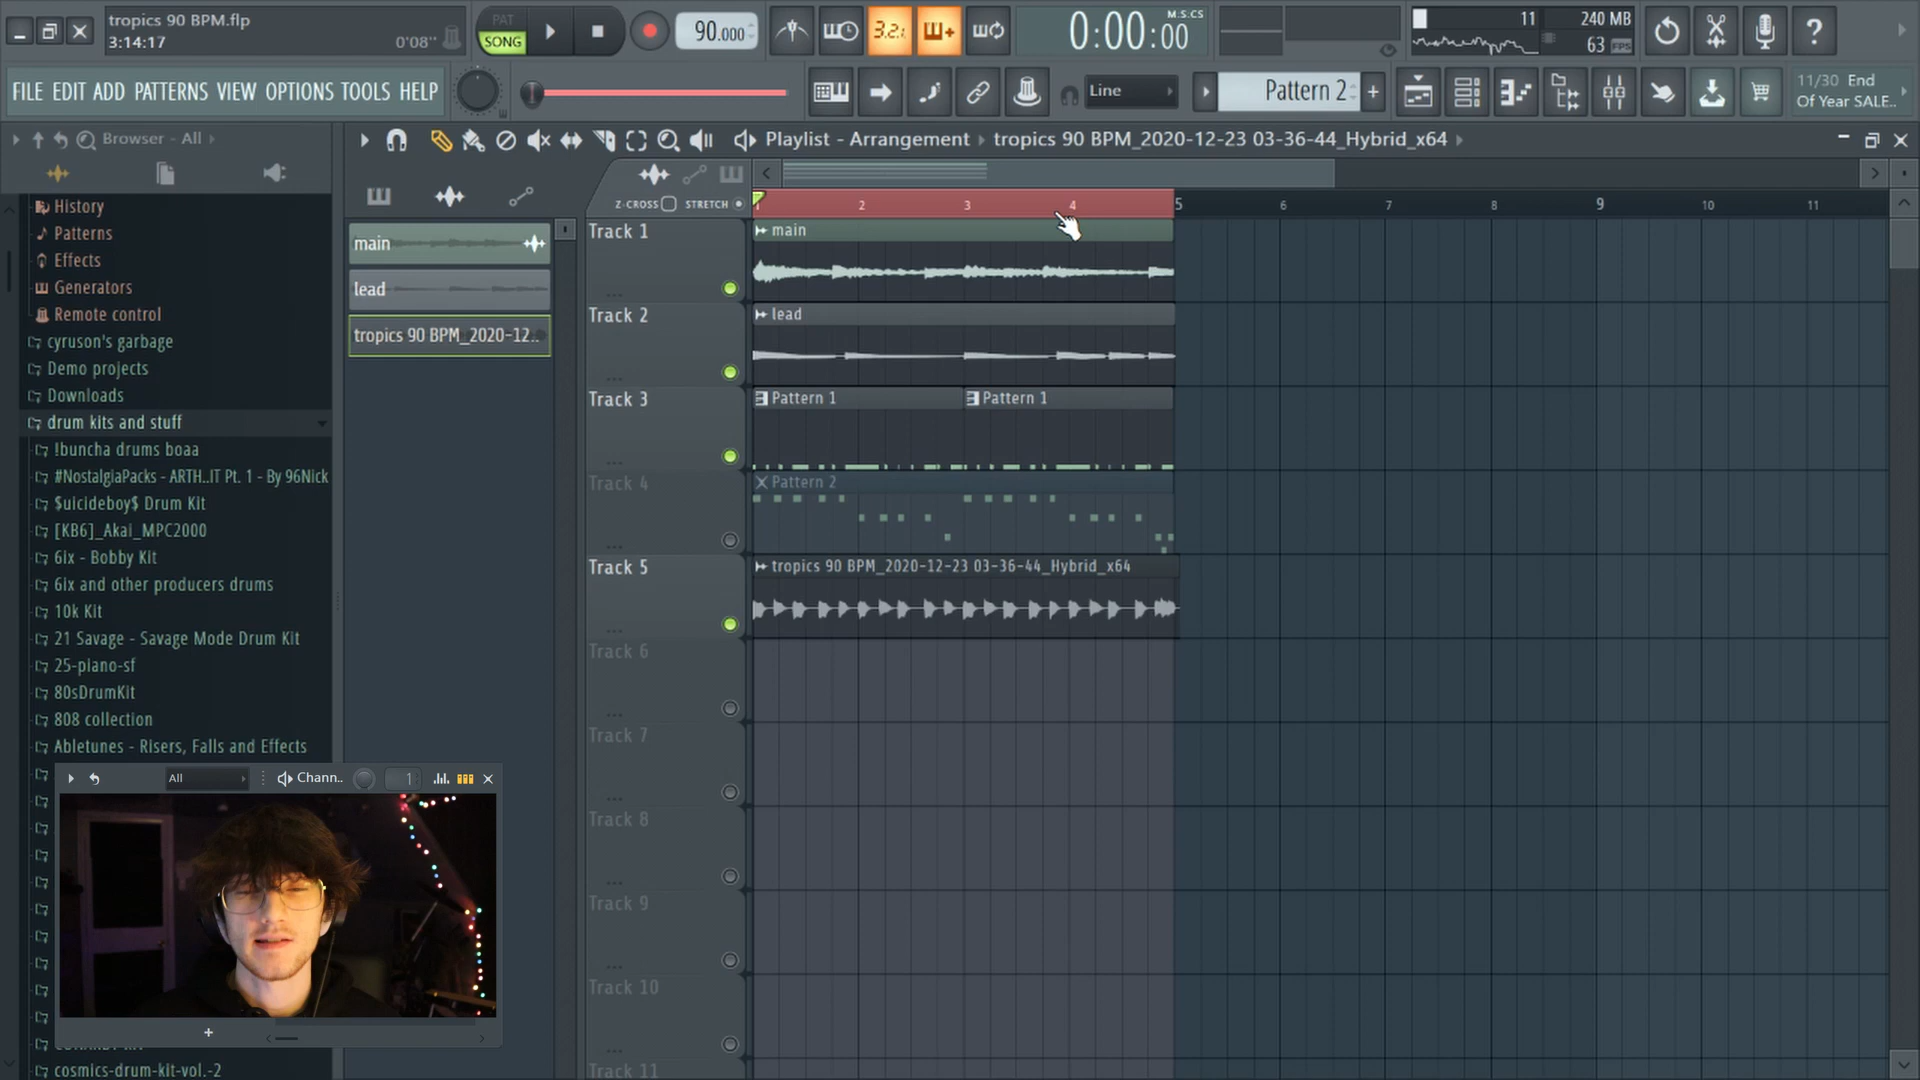 tropics 90 BPM.flp
3:14:17
0'08"
PAT
SONG
90.000
3.2.
0:00:00
M:S:CS
11
240 MB
63
FPS
?
FILE EDIT ADD PATTERNS VIEW OPTIONS TOOLS HELP
Line
Pattern 2
+
11/30 End
Of Year SALE..
Browser - All
Playlist - Arrangement
tropics 90 BPM_2020-12-23 03-36-44_Hybrid_x64
Z-CROSS
STRETCH
1 2 3 4 5 6 7 8 9 10 11
History
Patterns
Effects
Generators
Remote control
cyruson's garbage
Demo projects
Downloads
drum kits and stuff
!buncha drums boaa
#NostalgiaPacks - ARTH..IT Pt. 1 - By 96Nick
$uicideboy$ Drum Kit
[KB6]_Akai_MPC2000
6ix - Bobby Kit
6ix and other producers drums
10k Kit
21 Savage - Savage Mode Drum Kit
25-piano-sf
80sDrumKit
808 collection
Abletunes - Risers, Falls and Effects
cosmics-drum-kit-vol.-2
main
lead
tropics 90 BPM_2020-12..
Track 1
main
Track 2
lead
Track 3
Pattern 1
Pattern 1
Track 4
Pattern 2
Track 5
tropics 90 BPM_2020-12-23 03-36-44_Hybrid_x64
Track 6
Track 7
Track 8
Track 9
Track 10
Track 11
All
Chann..
1
+